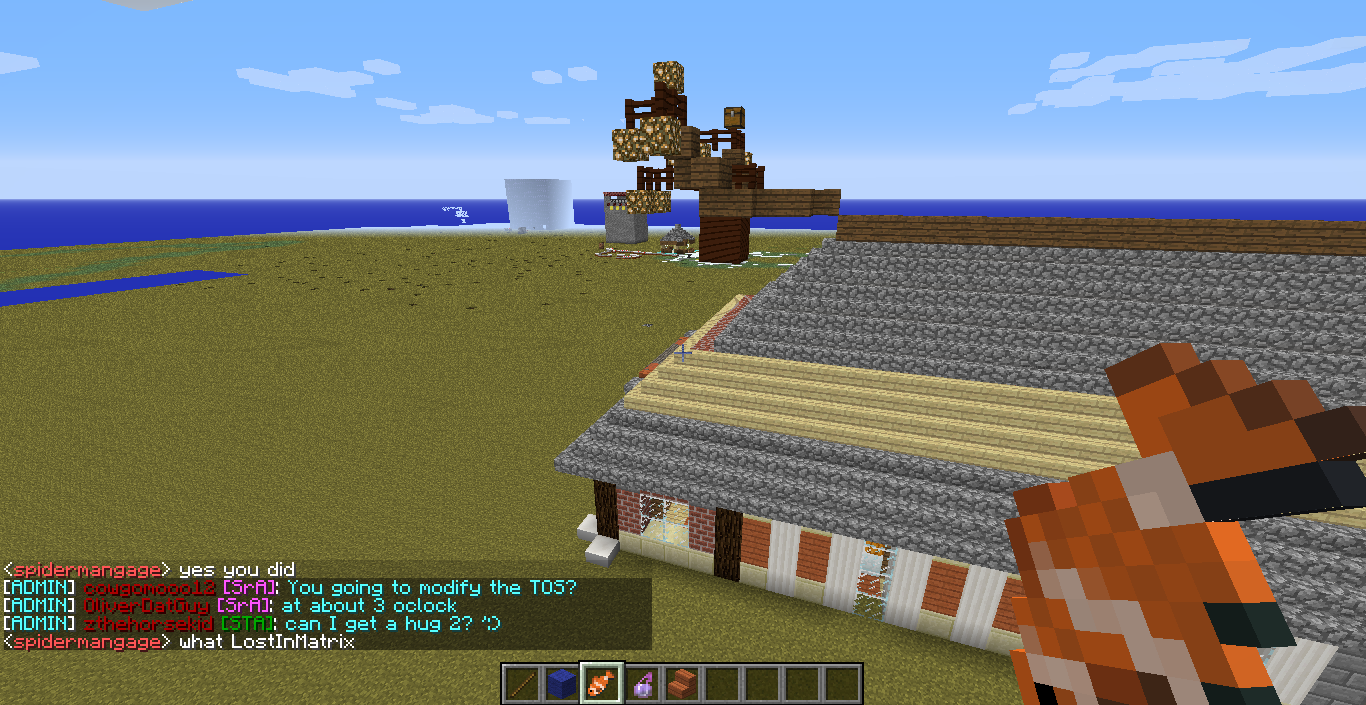 <spidermangage> yes you did
[ADMIN] cowgomooo12 [SrA]: You going to modify the TOS?
[ADMIN] OliverDatGuy [SrA]: at about 3 oclock
[ADMIN] zthehorsekid [STA]: can I get a hug 2? ':)
<spidermangage> what LostInMatrix